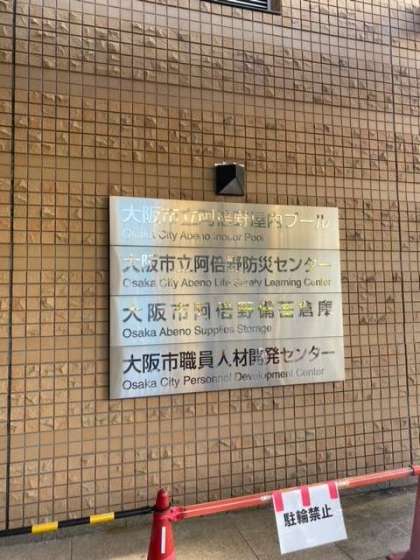 大阪市立阿倍野屋内プール
Osaka City Abeno Indoor Pool
大阪市立阿倍野防災センター
Osaka City Abeno Life Safety Learning Center
大阪市阿倍野備蓄倉庫
Osaka Abeno Supplies Storage
大阪市職員人材開発センター
Osaka City Personnel Development Center
駐輪禁止